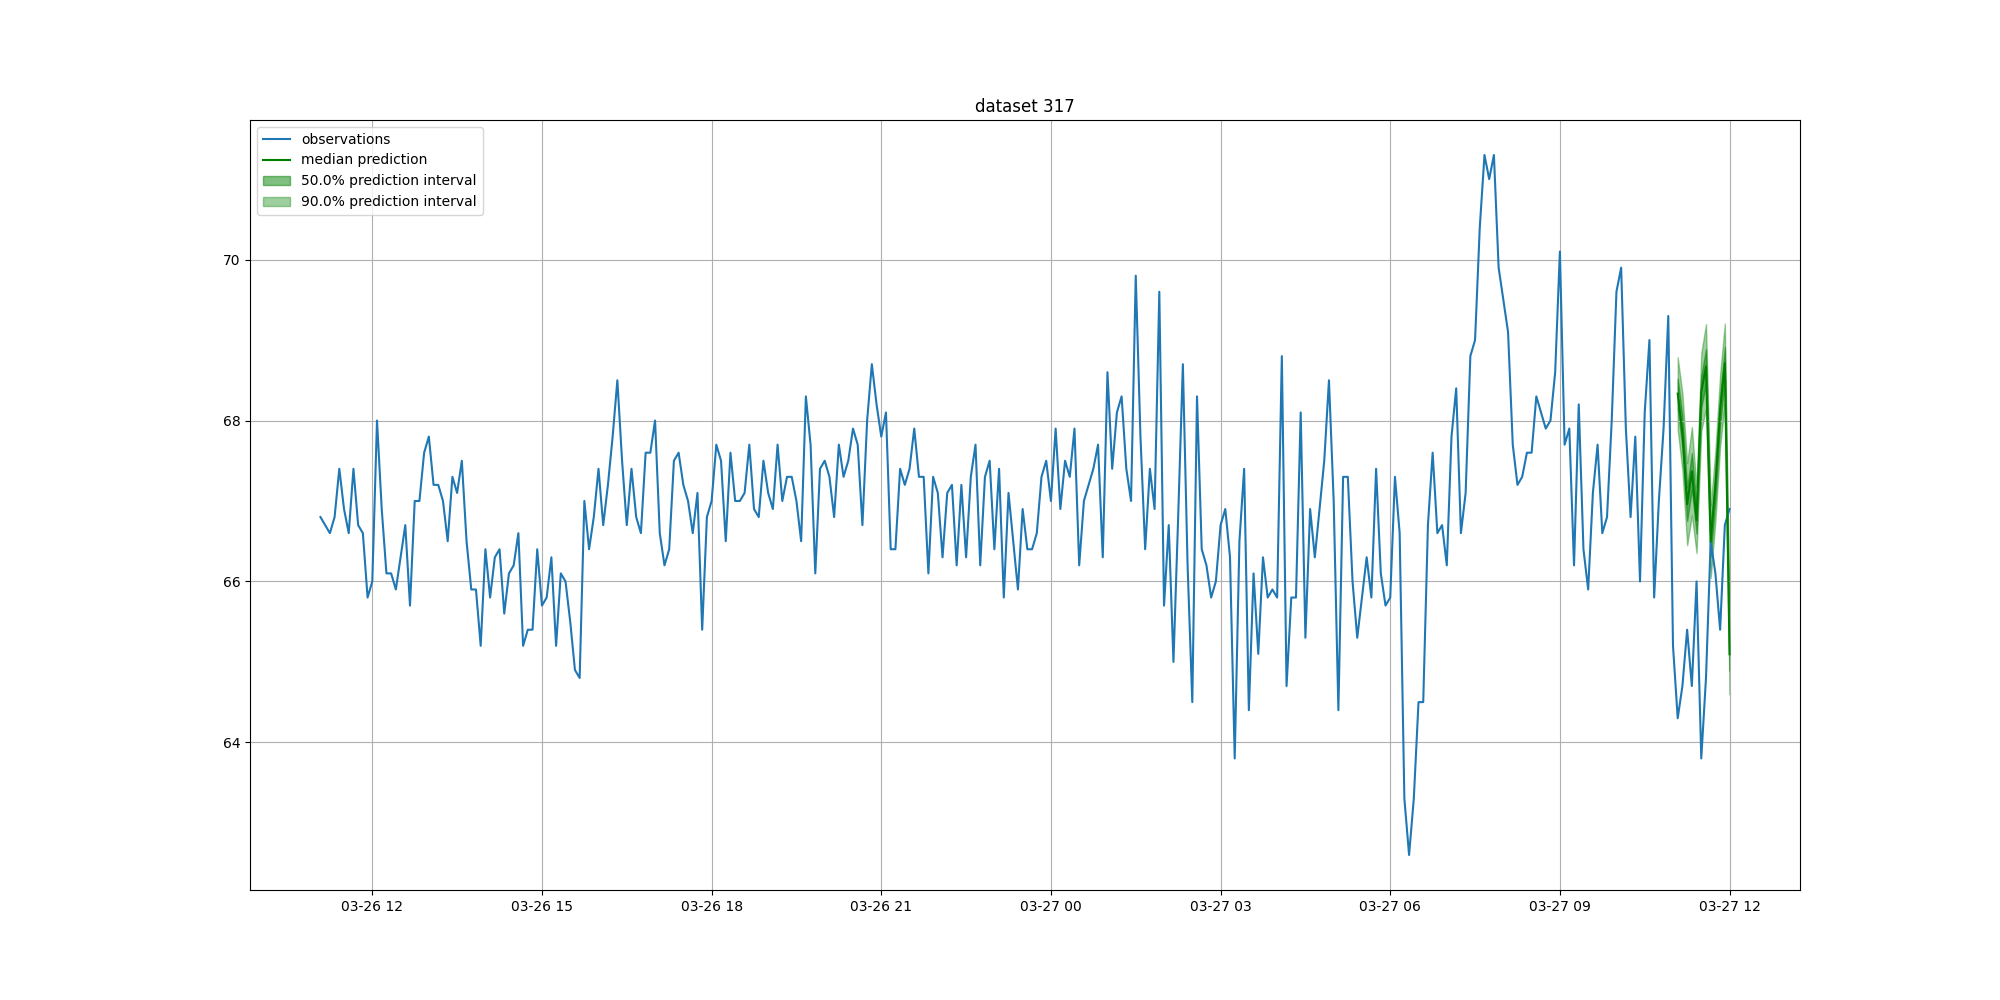 dataset 317
observations
median prediction
50.0% prediction interval
90.0% prediction interval
70
68
66
64
03-26 12
03-26 15
03-26 18
03-26 21
03-27 00
03-27 03
03-27 06
03-27 09
03-27 12